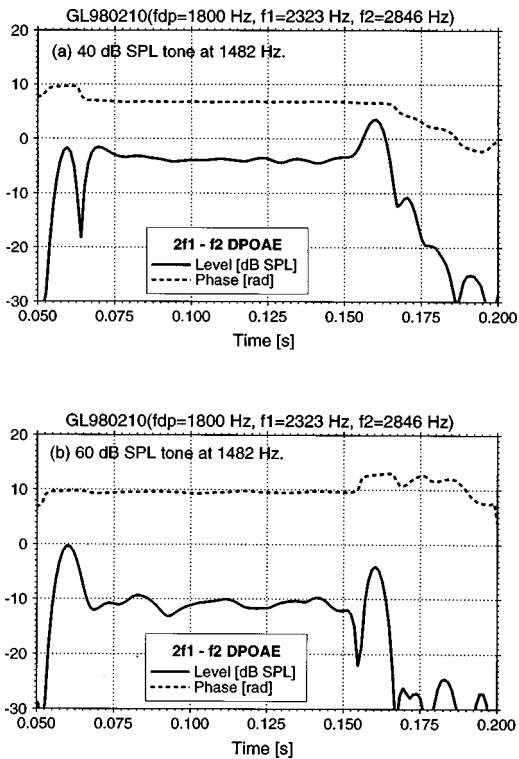 GL980210(fdp=1800 Hz, f1=2323 Hz, f2=2846 Hz)
(a) 40 dB SPL tone at 1482 Hz.
20
10
0
-10
-20
-30
2f1 - f2 DPOAE
Level [dB SPL]
Phase [rad]
0.050 0.075 0.100 0.125 0.150 0.175 0.200
Time [s]
GL980210(fdp=1800 Hz, f1=2323 Hz, f2=2846 Hz)
(b) 60 dB SPL tone at 1482 Hz.
20
10
0
-10
-20
-30
2f1 - f2 DPOAE
Level [dB SPL]
Phase [rad]
0.050 0.075 0.100 0.125 0.150 0.175 0.200
Time [s]